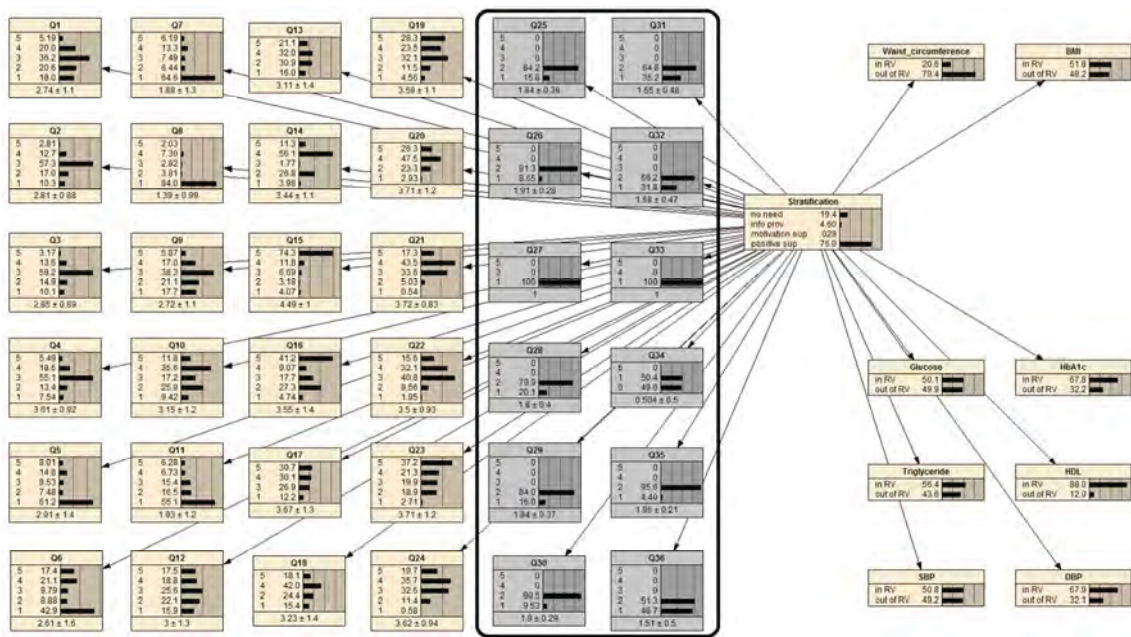 Q1
5 5.19
4 20.0
3 36.2
2 20.6
1 18.0
2.74 ± 1.1
Q7
5 6.19
4 13.3
3 7.49
2 8.44
1 64.6
1.88 ± 1.3
Q13
5 21.1
4 32.0
2 30.9
1 16.0
3.11 ± 1.4
Q19
5 28.3
4 23.5
3 32.1
2 11.5
1 4.56
3.59 ± 1.1
Q25
5 0
4 0
3 0
2 84.2
1 15.8
1.84 ± 0.36
Q31
5 0
4 0
3 0
2 64.8
1 35.2
1.65 ± 0.48
Waist_circumference
in RV 20.6
out of RV 79.4
BMI
in RV 51.8
out of RV 48.2
Q2
5 2.81
4 12.7
3 57.3
2 17.0
1 10.3
2.81 ± 0.88
Q8
5 2.03
4 7.30
3 2.82
2 3.81
1 84.0
1.39 ± 0.99
Q14
5 11.3
4 56.1
3 1.77
2 26.8
1 3.98
3.44 ± 1.1
Q20
5 26.3
4 47.5
2 23.3
1 2.93
3.71 ± 1.2
Q26
5 0
4 0
3 0
2 91.3
1 8.65
1.91 ± 0.28
Q32
5 0
4 0
3 0
2 68.2
1 31.8
1.68 ± 0.47
Stratification
no need 19.4
info prov 4.60
motivation sup .029
positive sup 76.0
Q3
5 3.17
4 13.6
3 58.2
2 14.9
1 10.1
2.85 ± 0.89
Q9
5 5.87
4 17.0
3 38.3
2 21.1
1 17.7
2.72 ± 1.1
Q15
5 74.3
4 11.8
3 6.69
2 3.18
1 4.07
4.49 ± 1
Q21
5 17.3
4 43.5
3 33.6
2 5.03
1 0.54
3.72 ± 0.83
Q27
5 0
3 0
1 100
1
Q33
5 0
3 0
1 100
1
Q4
5 5.49
4 18.5
3 55.1
2 13.4
1 7.54
3.01 ± 0.92
Q10
5 11.8
4 35.6
3 17.2
2 25.9
1 9.42
3.15 ± 1.2
Q16
5 41.2
4 9.07
3 17.7
2 27.3
1 4.74
3.55 ± 1.4
Q22
5 15.6
4 32.1
3 40.8
2 9.56
1 1.95
3.5 ± 0.93
Q28
5 0
4 0
3 0
2 79.9
1 20.1
1.8 ± 0.4
Q34
5 0
1 50.4
0 49.6
0.504 ± 0.5
Glucose
in RV 50.1
out of RV 49.9
HbA1c
in RV 67.8
out of RV 32.2
Q5
5 8.01
4 14.8
3 8.53
2 7.48
1 61.2
2.01 ± 1.4
Q11
5 6.28
4 6.73
3 15.4
2 16.5
1 55.1
1.93 ± 1.2
Q17
5 30.7
4 30.1
3 26.9
1 12.2
3.67 ± 1.3
Q23
5 37.2
4 21.3
3 19.9
2 18.9
1 2.71
3.71 ± 1.2
Q29
5 0
4 0
3 0
2 84.0
1 16.0
1.84 ± 0.37
Q35
5 0
4 0
3 0
2 95.6
1 4.40
1.96 ± 0.21
Triglyceride
in RV 56.4
out of RV 43.6
HDL
in RV 88.0
out of RV 12.0
Q6
5 17.4
4 21.1
3 9.79
2 8.88
1 42.9
2.61 ± 1.6
Q12
5 17.5
4 18.8
3 25.6
2 22.1
1 15.9
3 ± 1.3
Q18
5 18.1
4 42.0
2 24.4
1 15.4
3.23 ± 1.4
Q24
5 19.7
4 35.7
3 32.6
2 11.4
1 0.58
3.62 ± 0.94
Q30
5 0
4 0
3 0
2 90.5
1 9.53
1.9 ± 0.29
Q36
5 0
4 0
3 0
2 51.3
1 48.7
1.51 ± 0.5
SBP
in RV 50.8
out of RV 49.2
DBP
in RV 67.9
out of RV 32.1